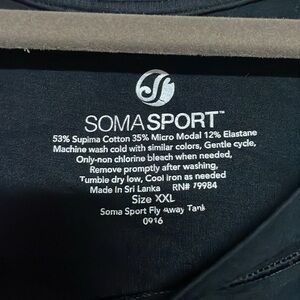 SOMASPORT™
53% Supima Cotton 35% Micro Modal 12% Elastane
Machine wash cold with similar colors, Gentle cycle,
Only-non chlorine bleach when needed,
Remove promptly after washing,
Tumble dry low, Cool iron as needed
Made In Sri Lanka RN# 79984
Size XXL
Soma Sport Fly Away Tank
0916